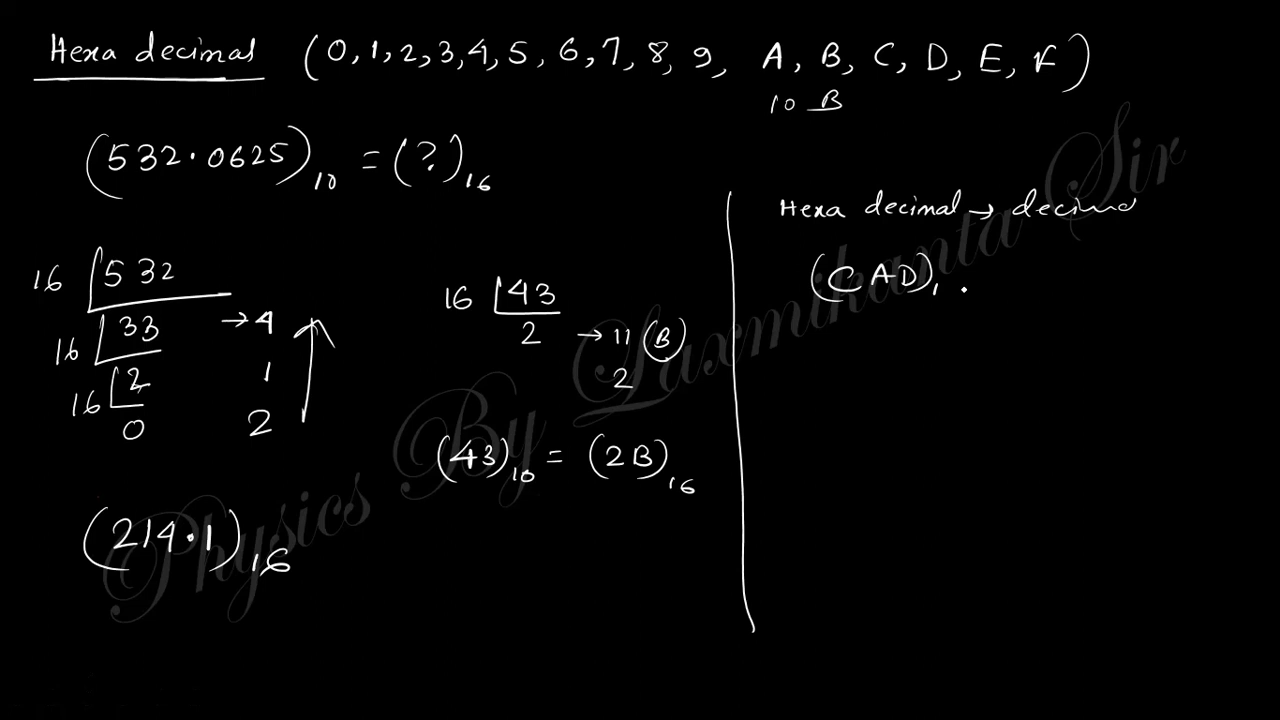 Hexa decimal (0, 1, 2, 3, 4, 5, 6, 7, 8, 9, A, B, C, D, E, F)
10 B
(532.0625)10 = (?)16
16 532
16 33 → 4
16 2 1
0 2
(214.1)16
16 43
2 → 11 (B)
2
(43)10 = (2B)16
Hexa decimal → decima
(CAD)1
Physics By Laxmikanta Sir